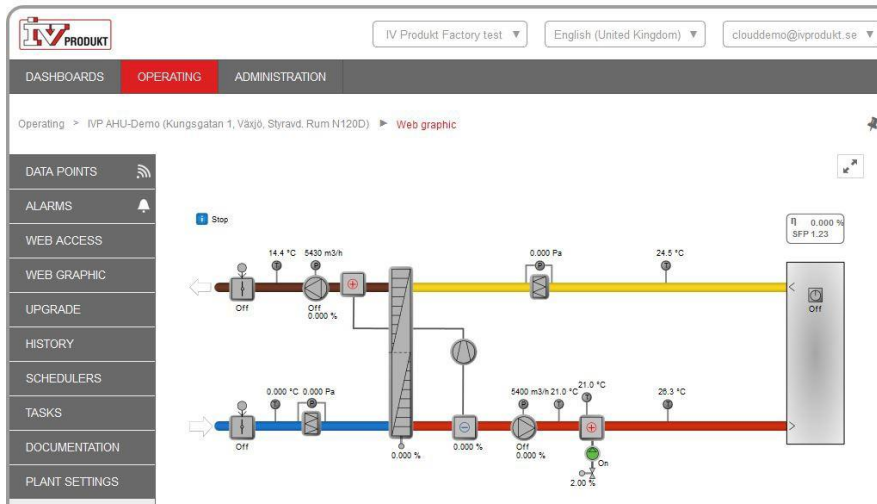 IV PRODUKT
IV Produkt Factory test
English (United Kingdom)
clouddemo@ivprodukt.se
DASHBOARDS OPERATING ADMINISTRATION
Operating > IVP AHU-Demo (Kungsgatan 1, Växjö, Styravd. Rum N120D) ► Web graphic
DATA POINTS
ALARMS
WEB ACCESS
WEB GRAPHIC
UPGRADE
HISTORY
SCHEDULERS
TASKS
DOCUMENTATION
PLANT SETTINGS
i Stop
η 0.000 %
SFP 1.23
14.4 °C 5430 m3/h 0.000 Pa 24.5 °C
T P P T
Off Off Off
0.000 %
0.000 °C 0.000 Pa 5400 m3/h 21.0 °C 21.0 °C 26.3 °C
T P P T T T
Off 0.000 % 0.000 % Off
0.000 %
On
2.00 %